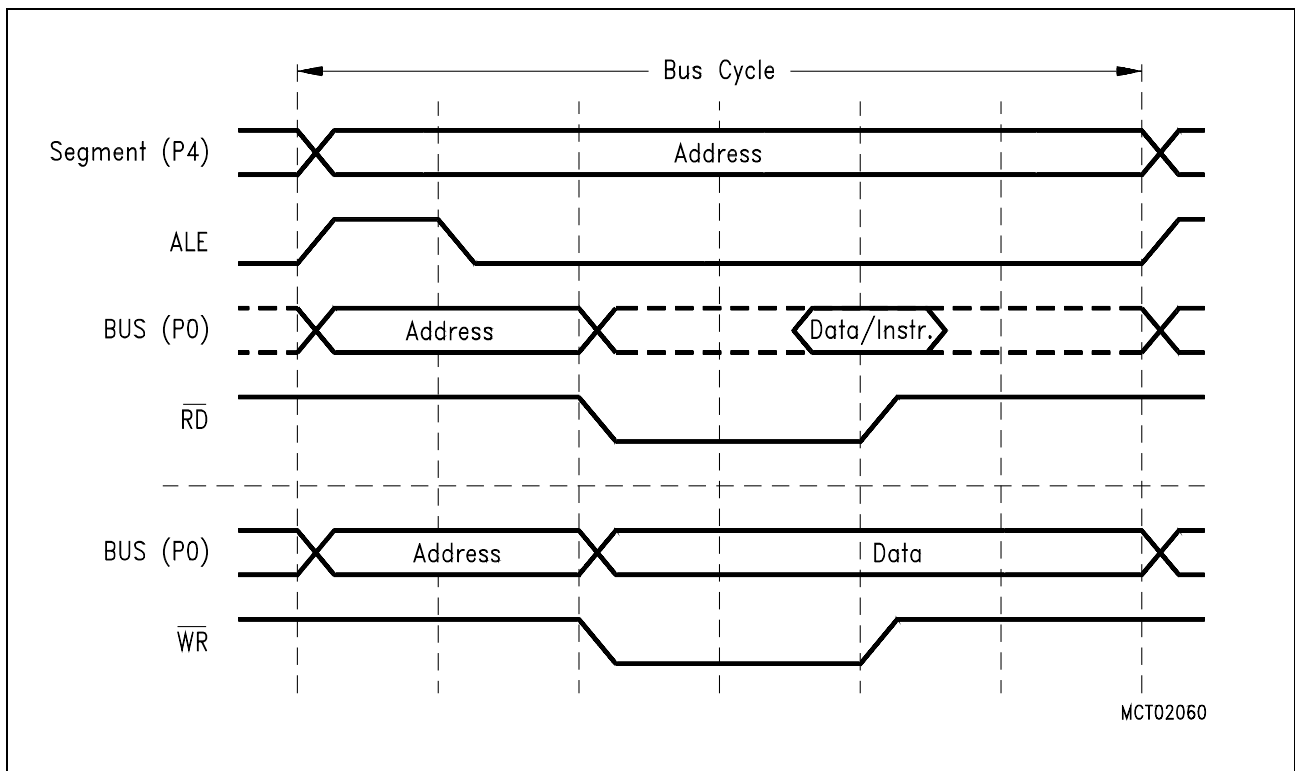 Bus Cycle
Segment (P4)
Address
ALE
BUS (P0)
Address
Data/Instr.
RD
BUS (P0)
Address
Data
WR
MCT02060